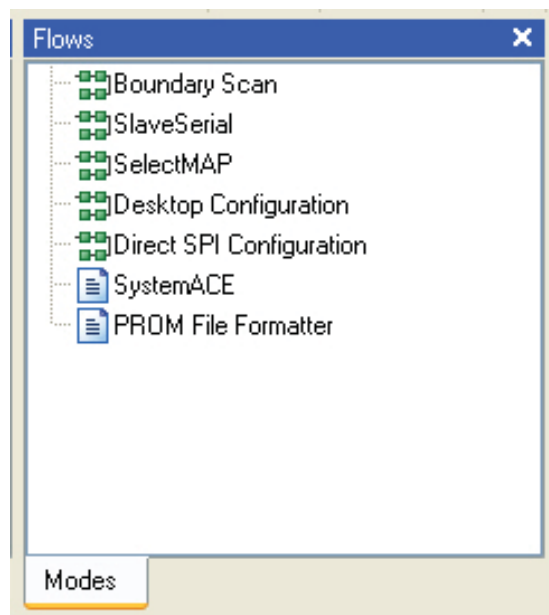 Flows
Boundary Scan
SlaveSerial
SelectMAP
Desktop Configuration
Direct SPI Configuration
SystemACE
PROM File Formatter
Modes